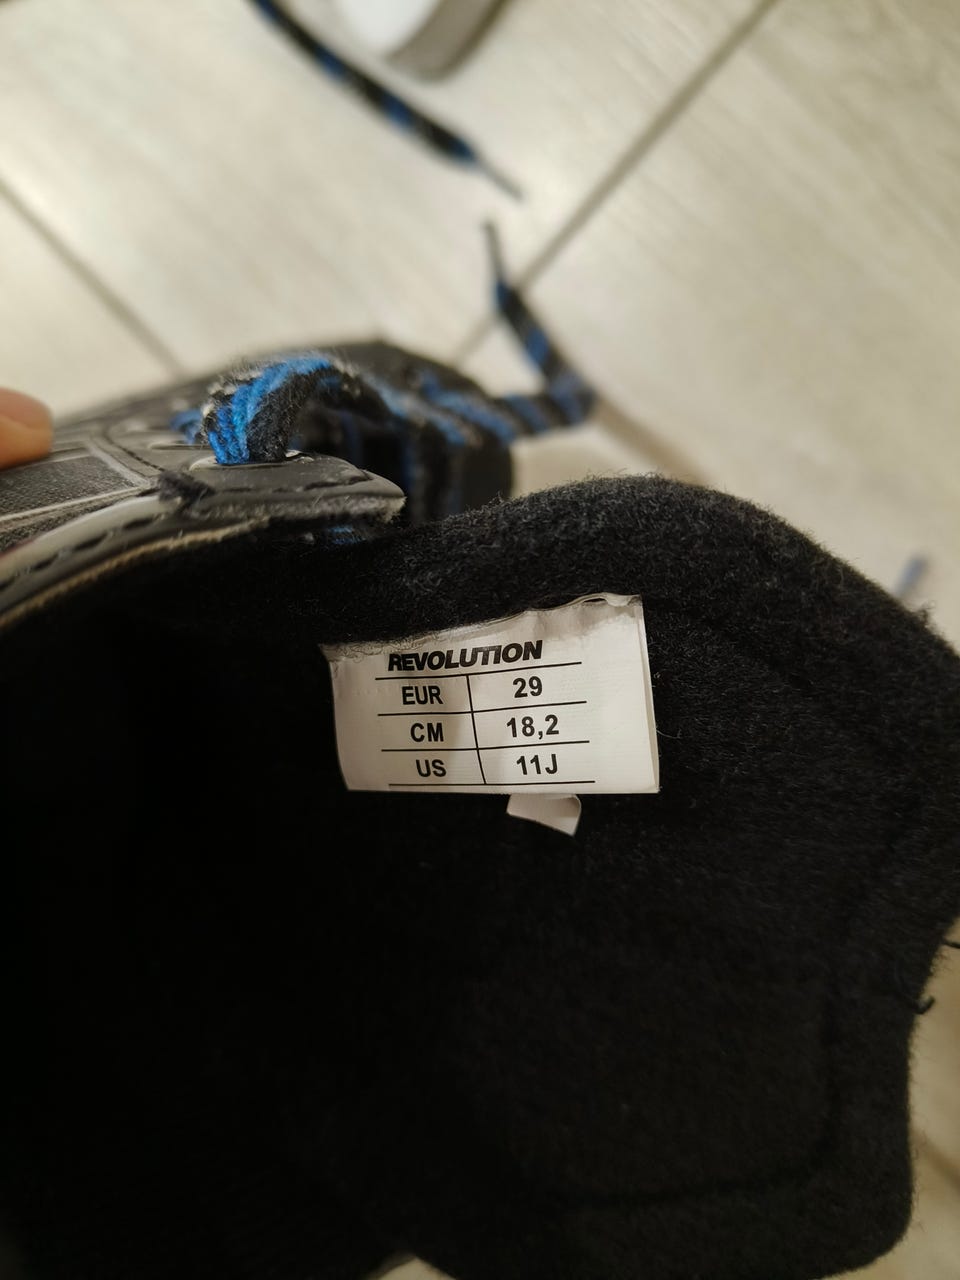 REVOLUTION
EUR 29
CM 18,2
US 11J